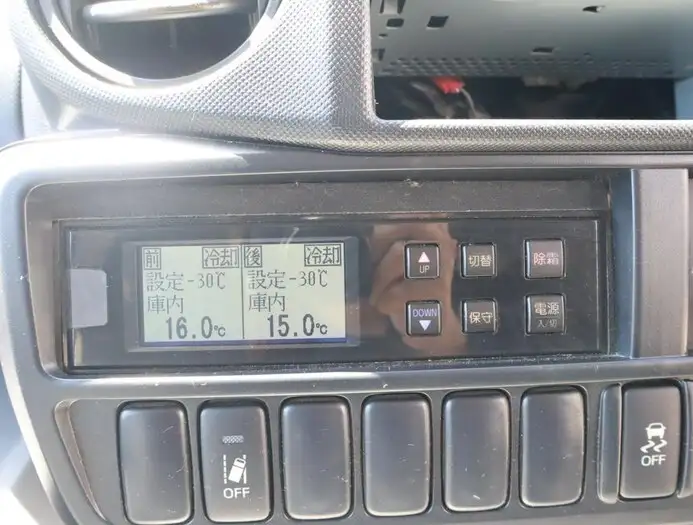 前 冷却 後 冷却
設定-30℃ 設定-30℃
庫内 庫内
16.0℃ 15.0℃
UP 切替 除霜
DOWN 保守 電源
入/切
OFF OFF